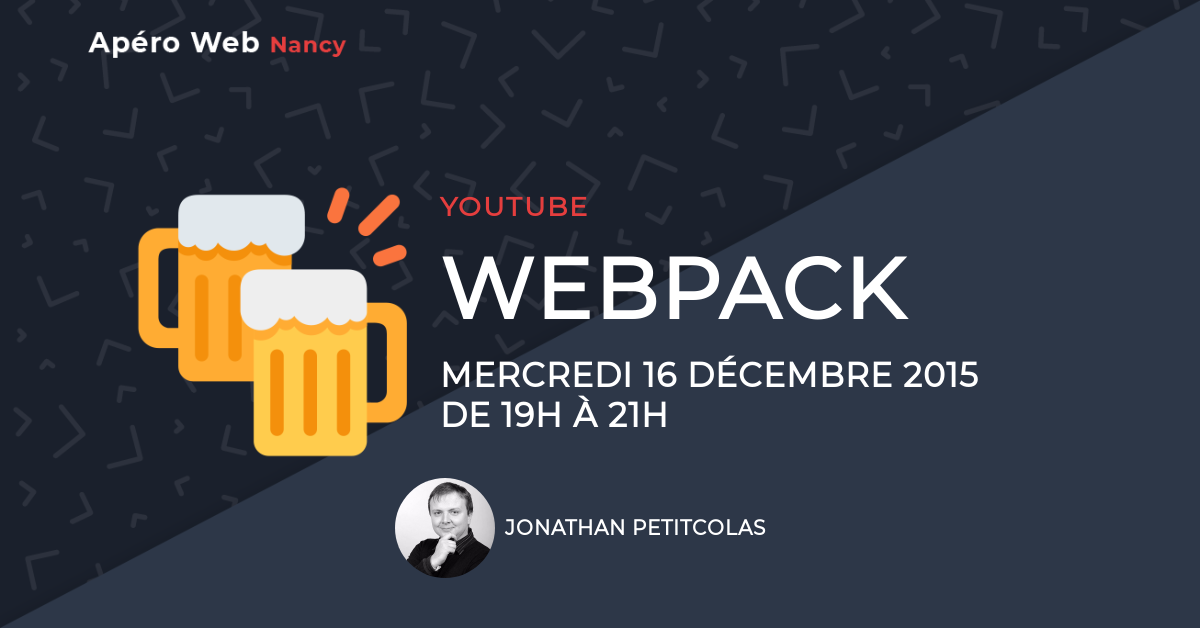 Apéro Web Nancy
YOUTUBE
WEBPACK
MERCREDI 16 DÉCEMBRE 2015
DE 19H À 21H
JONATHAN PETITCOLAS